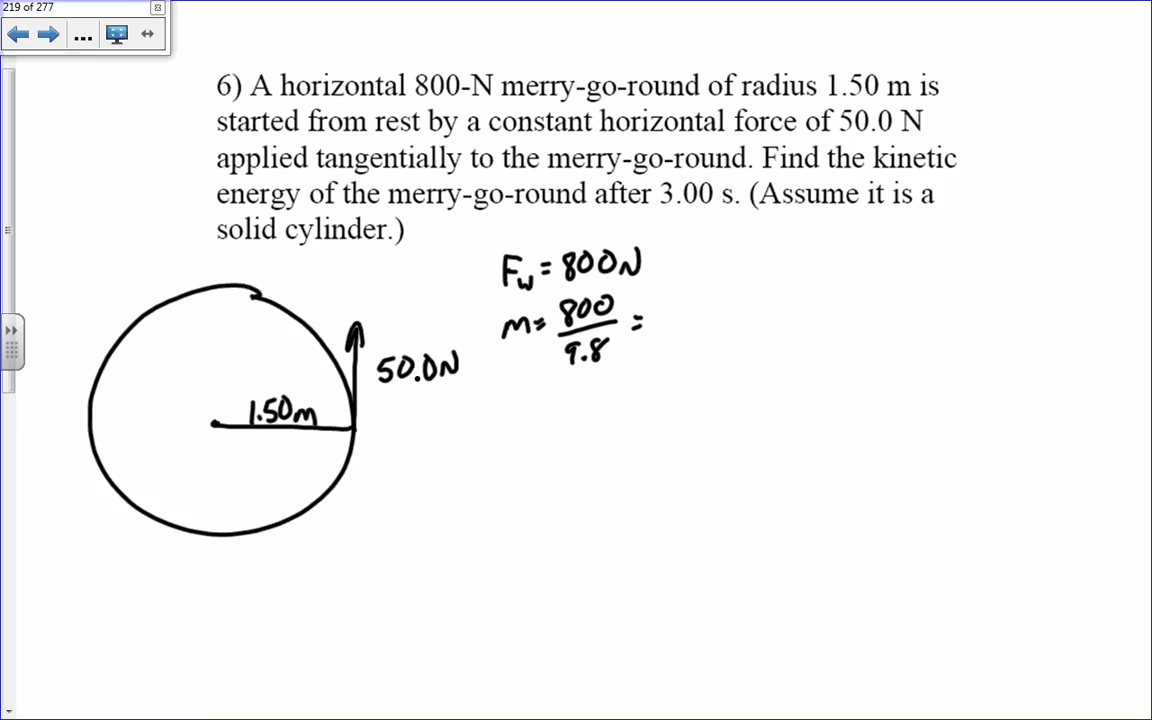 219 of 277
6) A horizontal 800-N merry-go-round of radius 1.50 m is
started from rest by a constant horizontal force of 50.0 N
applied tangentially to the merry-go-round. Find the kinetic
energy of the merry-go-round after 3.00 s. (Assume it is a
solid cylinder.)
Fw = 800N
m = 800/9.8 =
50.0N
1.50m